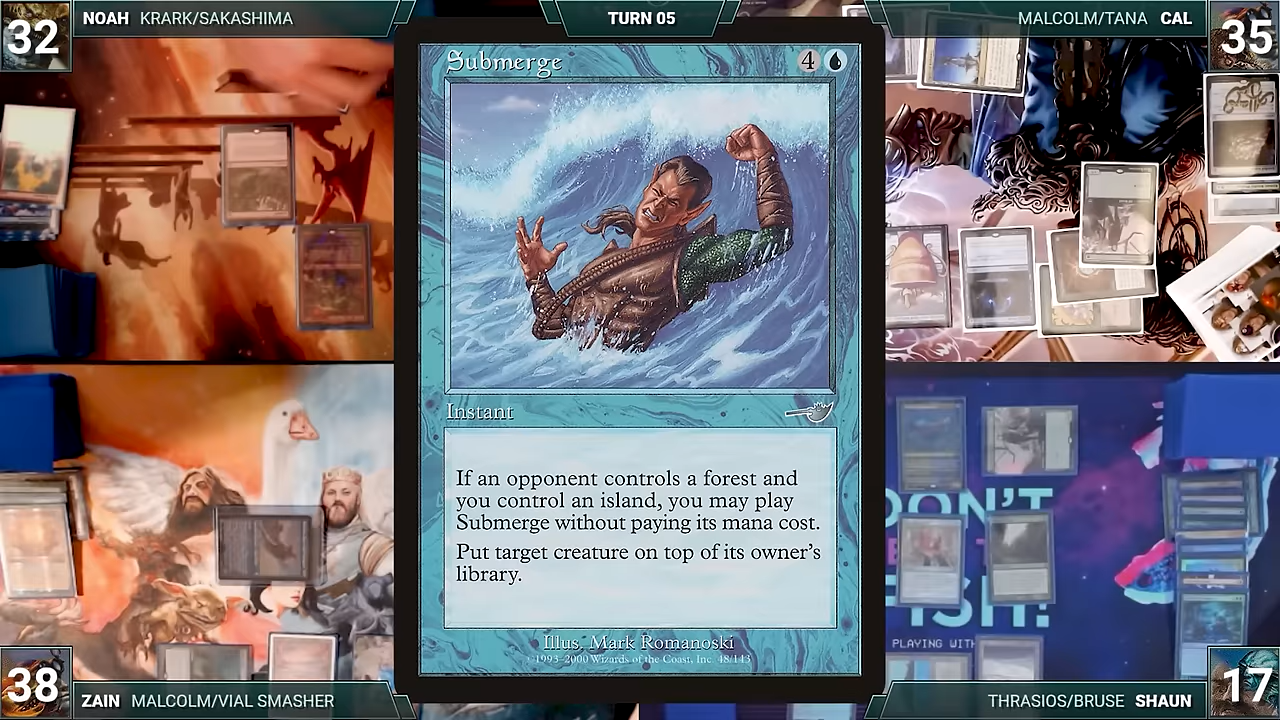 32
NOAH KRARK/SAKASHIMA
TURN 05
MALCOLM/TANA CAL
35
Submerge
4
Instant
If an opponent controls a forest and
you control an island, you may play
Submerge without paying its mana cost.
Put target creature on top of its owner's
library.
Illus. Mark Romanoski
© 1993–2000 Wizards of the Coast, Inc. 48/143
DON'T
FISH!
PLAYING WITH
38
ZAIN MALCOLM/VIAL SMASHER
THRASIOS/BRUSE SHAUN
17